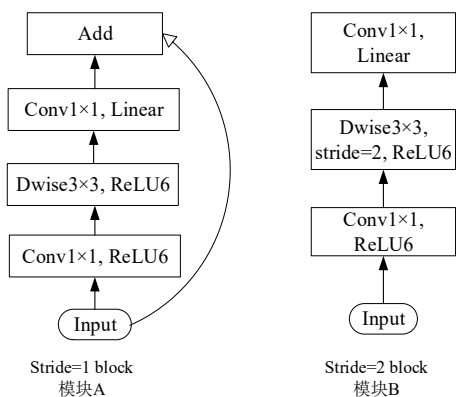 Add
Conv1×1, Linear
Dwise3×3, ReLU6
Conv1×1, ReLU6
Input
Stride=1 block
模块A
Conv1×1,
Linear
Dwise3×3,
stride=2, ReLU6
Conv1×1,
ReLU6
Input
Stride=2 block
模块B